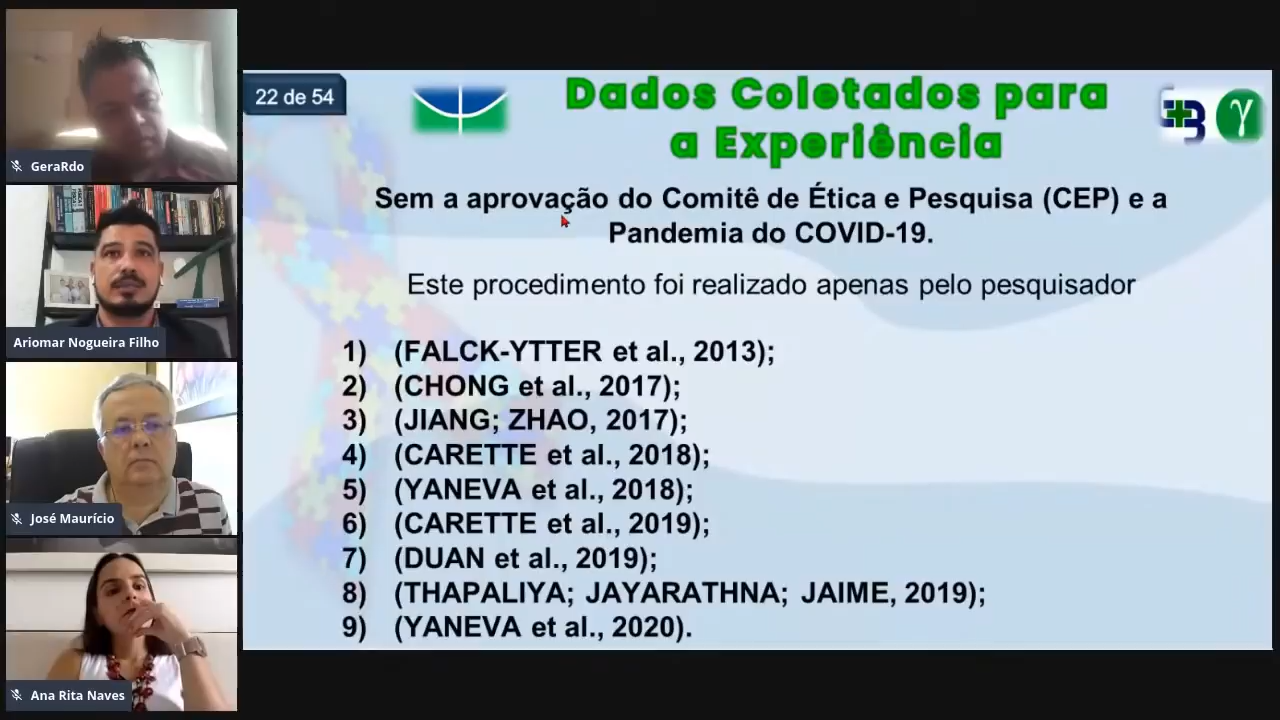 GeraRdo
Ariomar Nogueira Filho
José Maurício
Ana Rita Naves
22 de 54
Dados Coletados para
a Experiência
Sem a aprovação do Comitê de Ética e Pesquisa (CEP) e a
Pandemia do COVID-19.
Este procedimento foi realizado apenas pelo pesquisador
1) (FALCK-YTTER et al., 2013);
2) (CHONG et al., 2017);
3) (JIANG; ZHAO, 2017);
4) (CARETTE et al., 2018);
5) (YANEVA et al., 2018);
6) (CARETTE et al., 2019);
7) (DUAN et al., 2019);
8) (THAPALIYA; JAYARATHNA; JAIME, 2019);
9) (YANEVA et al., 2020).